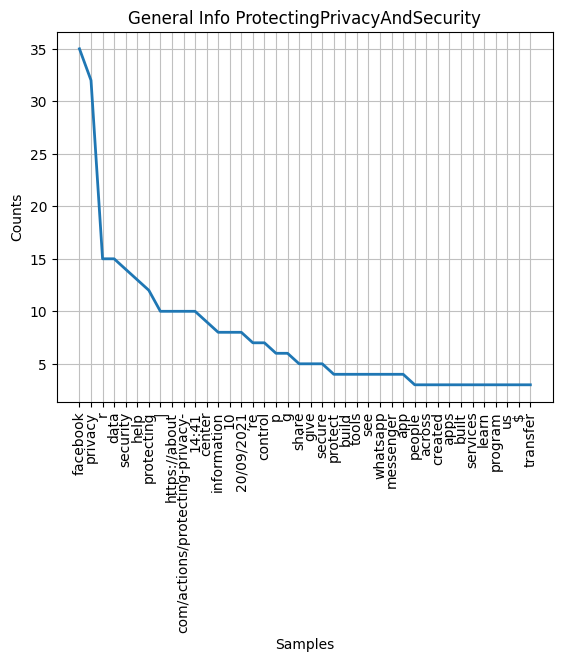 General Info ProtectingPrivacyAndSecurity
Counts
35
30
25
20
15
10
5
facebook
privacy
r
data
security
help
protecting
https://about
com/actions/protecting-privacy-
14:41
center
information
10
20/09/2021
e
control
p
g
share
give
secure
protect
build
tools
see
whatsapp
messenger
app
people
across
created
apps
built
services
learn
program
us
$
transfer
Samples